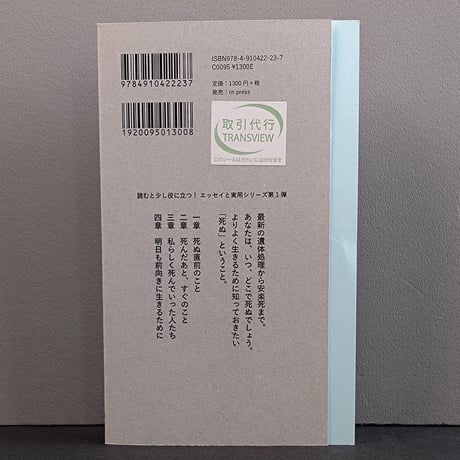 ISBN978-4-910422-23-7
C0095 ¥1300E
定価：1300円＋税
発売：rn press
9784910422237
1920095013008
取引代行
TRANSVIEW
このシールはきれいにはがせます
読むと少し役に立つ！ エッセイと実用シリーズ第1弾
最新の遺体処理から安楽死まで。
あなたは、いつ、どこで死ぬでしょう。
よりよく生きるために知っておきたい
「死ぬ」ということ。
一章 死ぬ直前のこと
二章 死んだあと、すぐのこと
三章 私らしく死んでいった人たち
四章 明日も前向きに生きるために